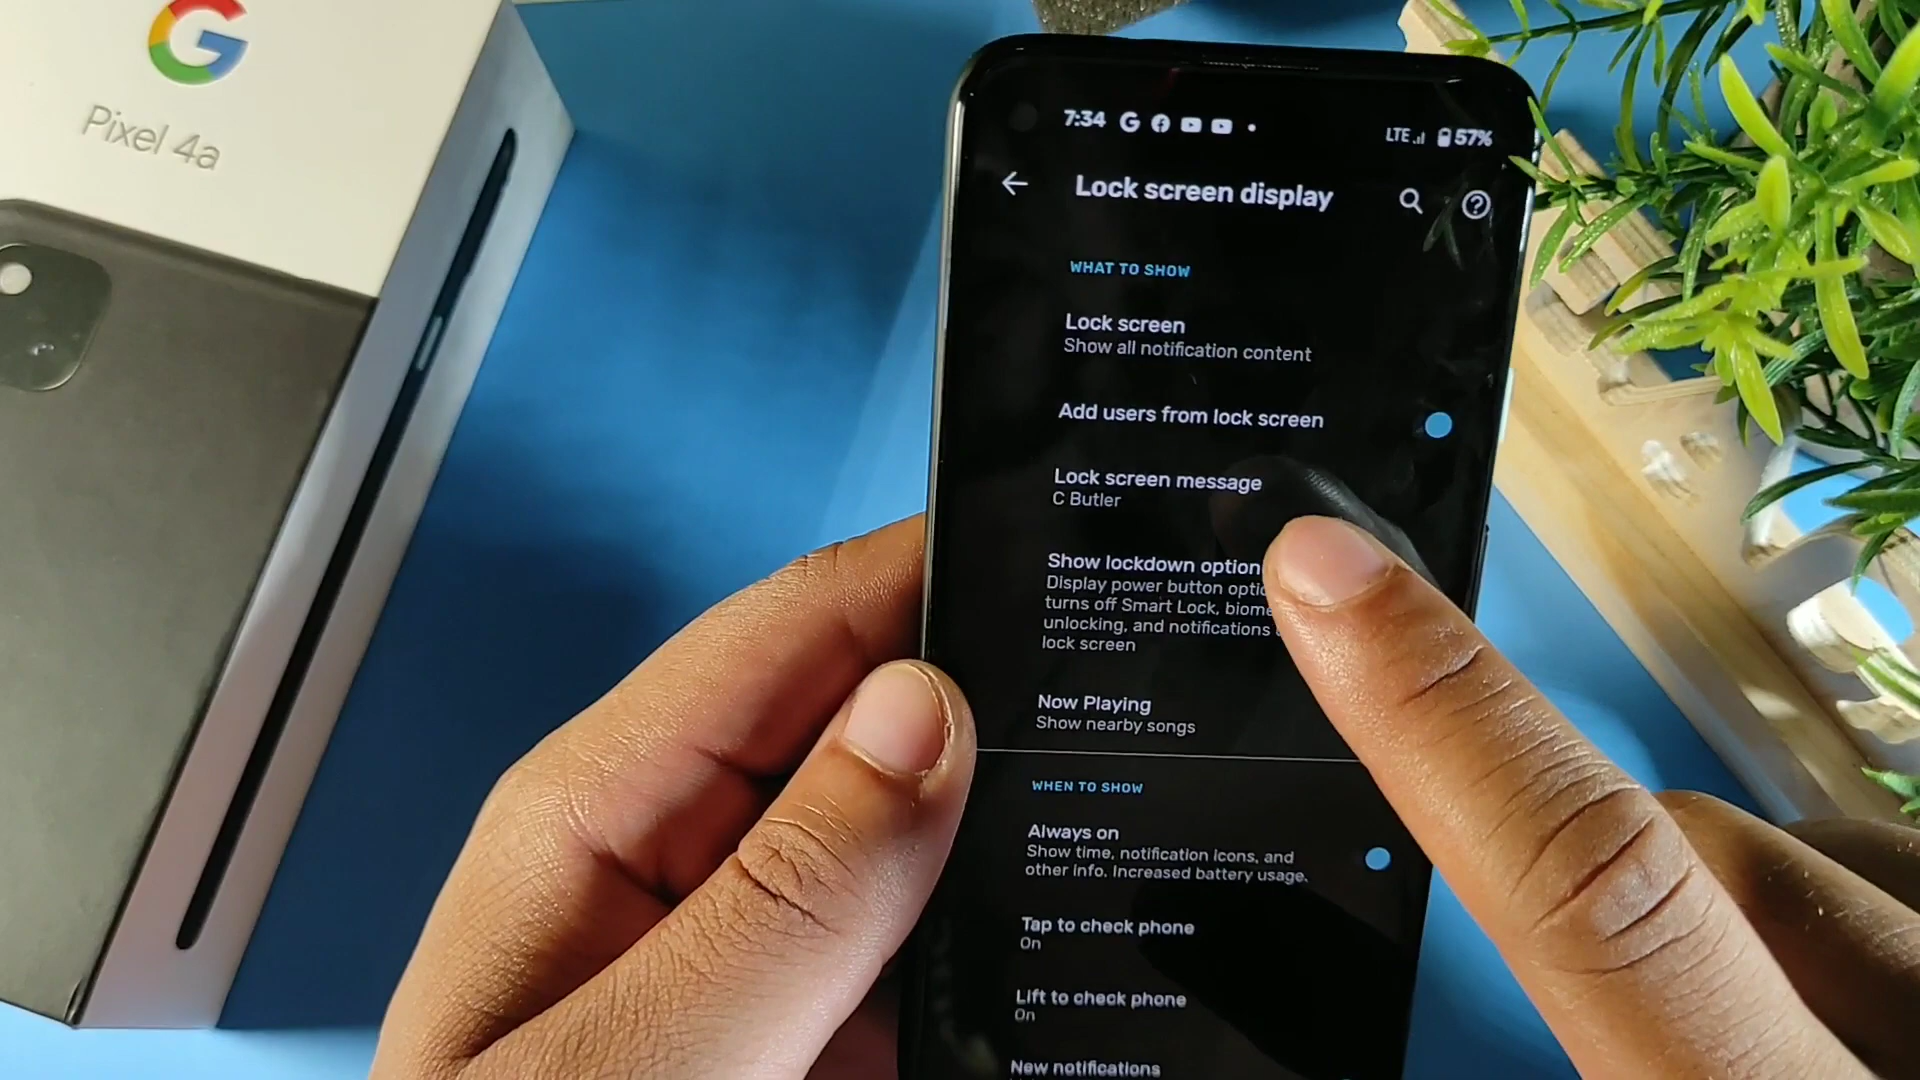 G
Pixel 4a
7:34
LTE 57%
Lock screen display
WHAT TO SHOW
Lock screen
Show all notification content
Add users from lock screen
Lock screen message
C Butler
Show lockdown option
Display power button
turns off Smart Lock,
unlocking, and notifications
lock screen
Now Playing
Show nearby songs
WHEN TO SHOW
Always on
Show time, notification icons, and
other info. Increased battery usage.
Tap to check phone
On
Lift to check phone
On
New notifications